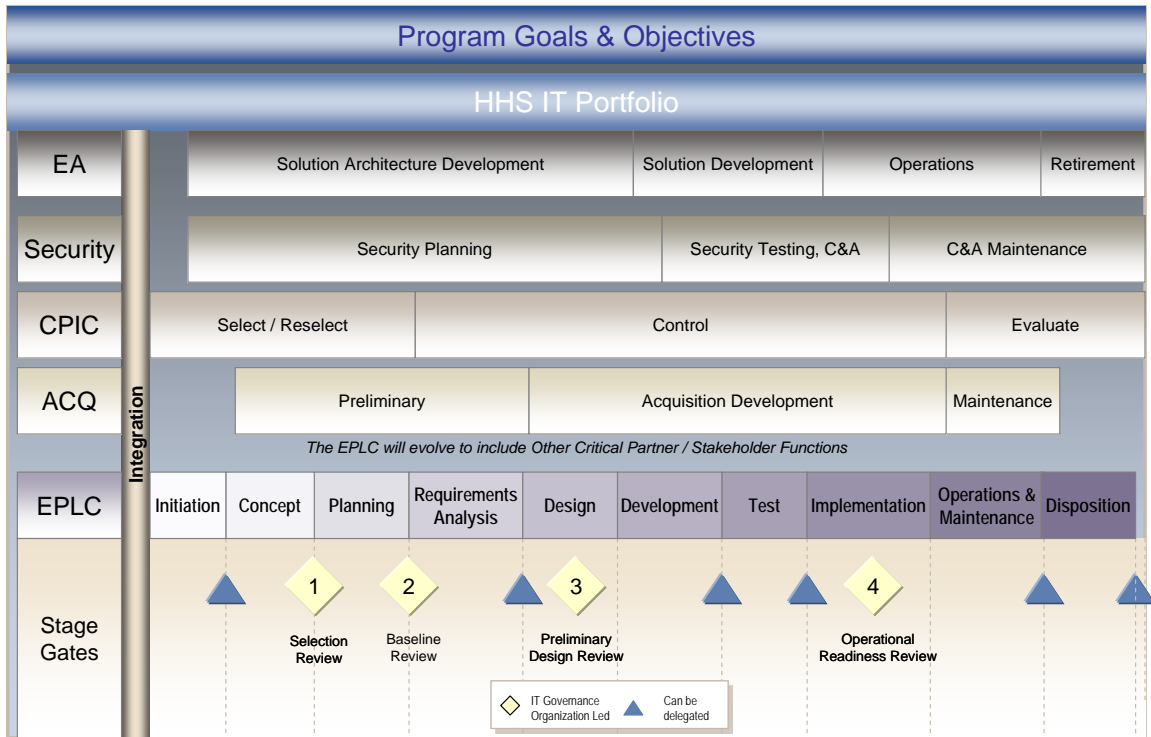 Program Goals & Objectives
HHS IT Portfolio
EA
Solution Architecture Development
Solution Development
Operations
Retirement
Security
Security Planning
Security Testing, C&A
C&A Maintenance
CPIC
Select / Reselect
Control
Evaluate
ACQ
Preliminary
Acquisition Development
Maintenance
Integration
The EPLC will evolve to include Other Critical Partner / Stakeholder Functions
EPLC
Initiation
Concept
Planning
Requirements
Analysis
Design
Development
Test
Implementation
Operations &
Maintenance
Disposition
Stage
Gates
1
Selection
Review
2
Baseline
Review
3
Preliminary
Design Review
4
Operational
Readiness Review
IT Governance
Organization Led
Can be
delegated